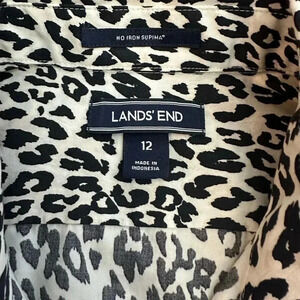 NO IRON SUPIMA
LANDS' END
12
MADE IN
INDONESIA